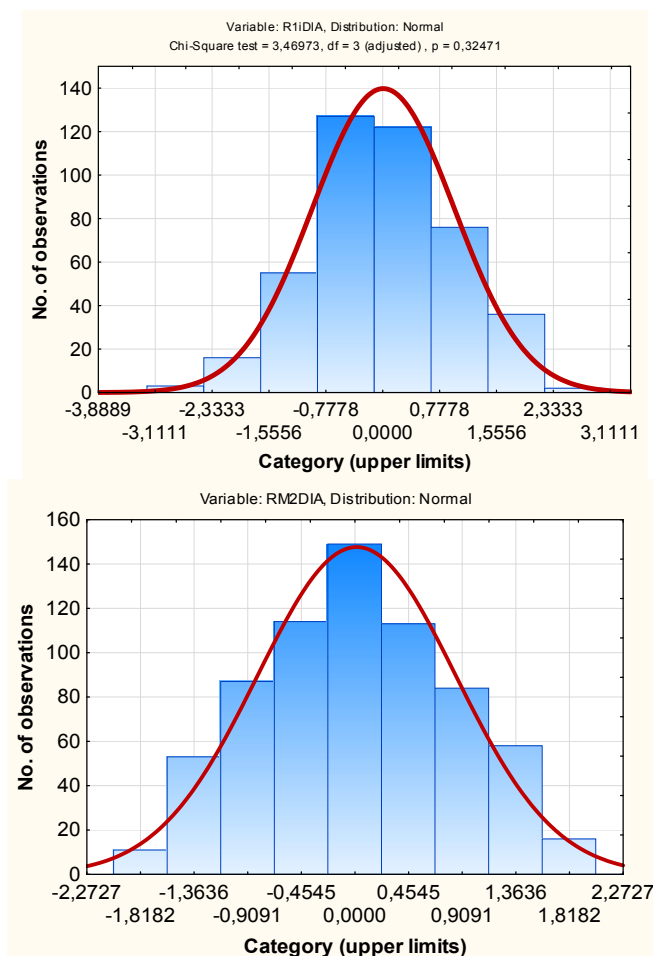 Variable: R1iDIA, Distribution: Normal
Chi-Square test = 3,46973, df = 3 (adjusted) , p = 0,32471
No. of observations
140
120
100
80
60
40
20
0
-3,8889 -2,3333 -0,7778 0,7778 2,3333
-3,1111 -1,5556 0,0000 1,5556 3,1111
Category (upper limits)
Variable: RM2DIA, Distribution: Normal
No. of observations
160
140
120
100
80
60
40
20
0
-2,2727 -1,3636 -0,4545 0,4545 1,3636 2,2727
-1,8182 -0,9091 0,0000 0,9091 1,8182
Category (upper limits)